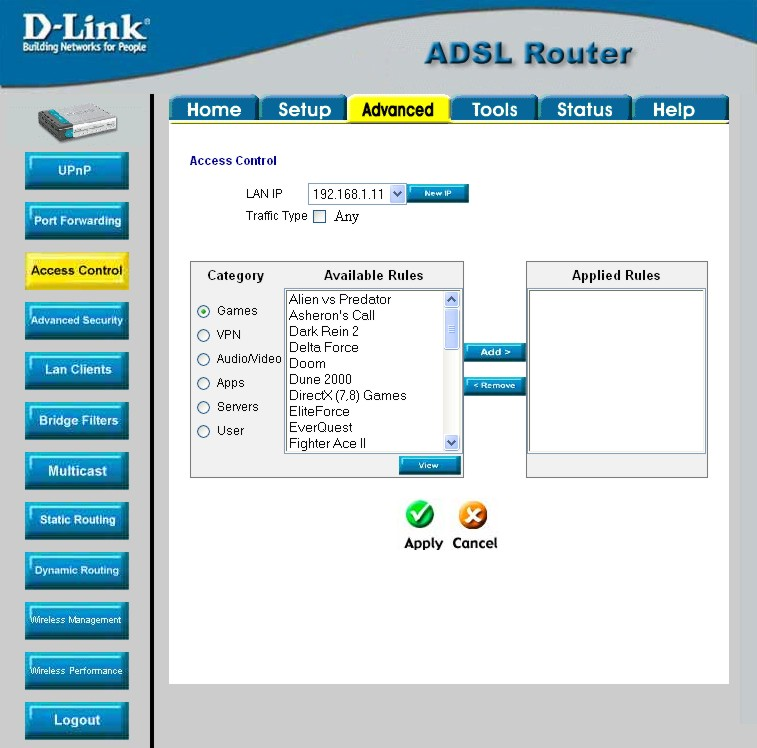 D-Link®
Building Networks for People
ADSL Router
Home Setup Advanced Tools Status Help
UPnP
Port Forwarding
Access Control
Advanced Security
Lan Clients
Bridge Filters
Multicast
Static Routing
Dynamic Routing
Wireless Management
Wireless Performance
Logout
Access Control
LAN IP 192.168.1.11 New IP
Traffic Type Any
Category
Games
VPN
Audio/Video
Apps
Servers
User
Available Rules
Alien vs Predator
Asheron's Call
Dark Rein 2
Delta Force
Doom
Dune 2000
DirectX (7,8) Games
EliteForce
EverQuest
Fighter Ace II
View
Add >
< Remove
Applied Rules
Apply Cancel